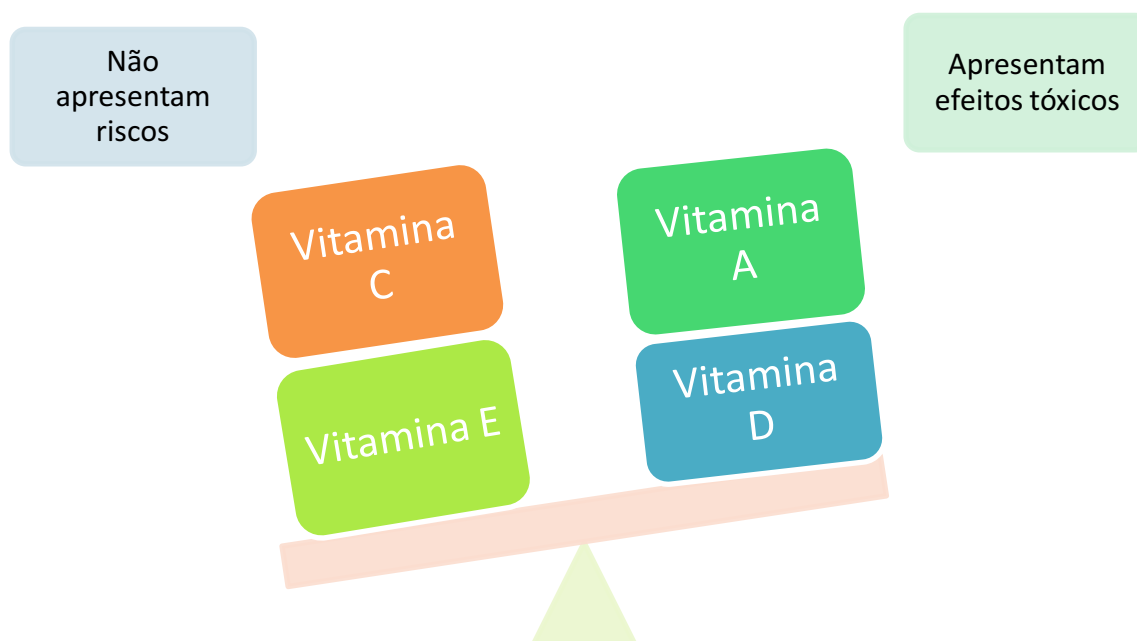 Não
apresentam
riscos
Apresentam
efeitos tóxicos
Vitamina
C
Vitamina A
Vitamina E
Vitamina
D